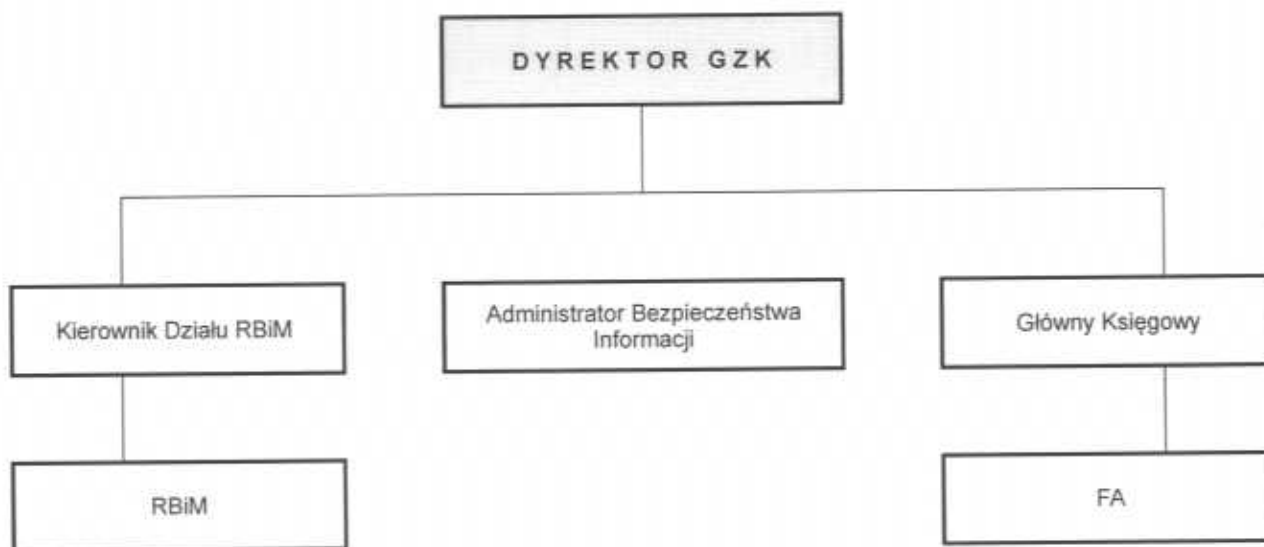 DYREKTOR GZK
Kierownik Działu RBiM
Administrator Bezpieczeństwa
Informacji
Główny Księgowy
RBiM
FA